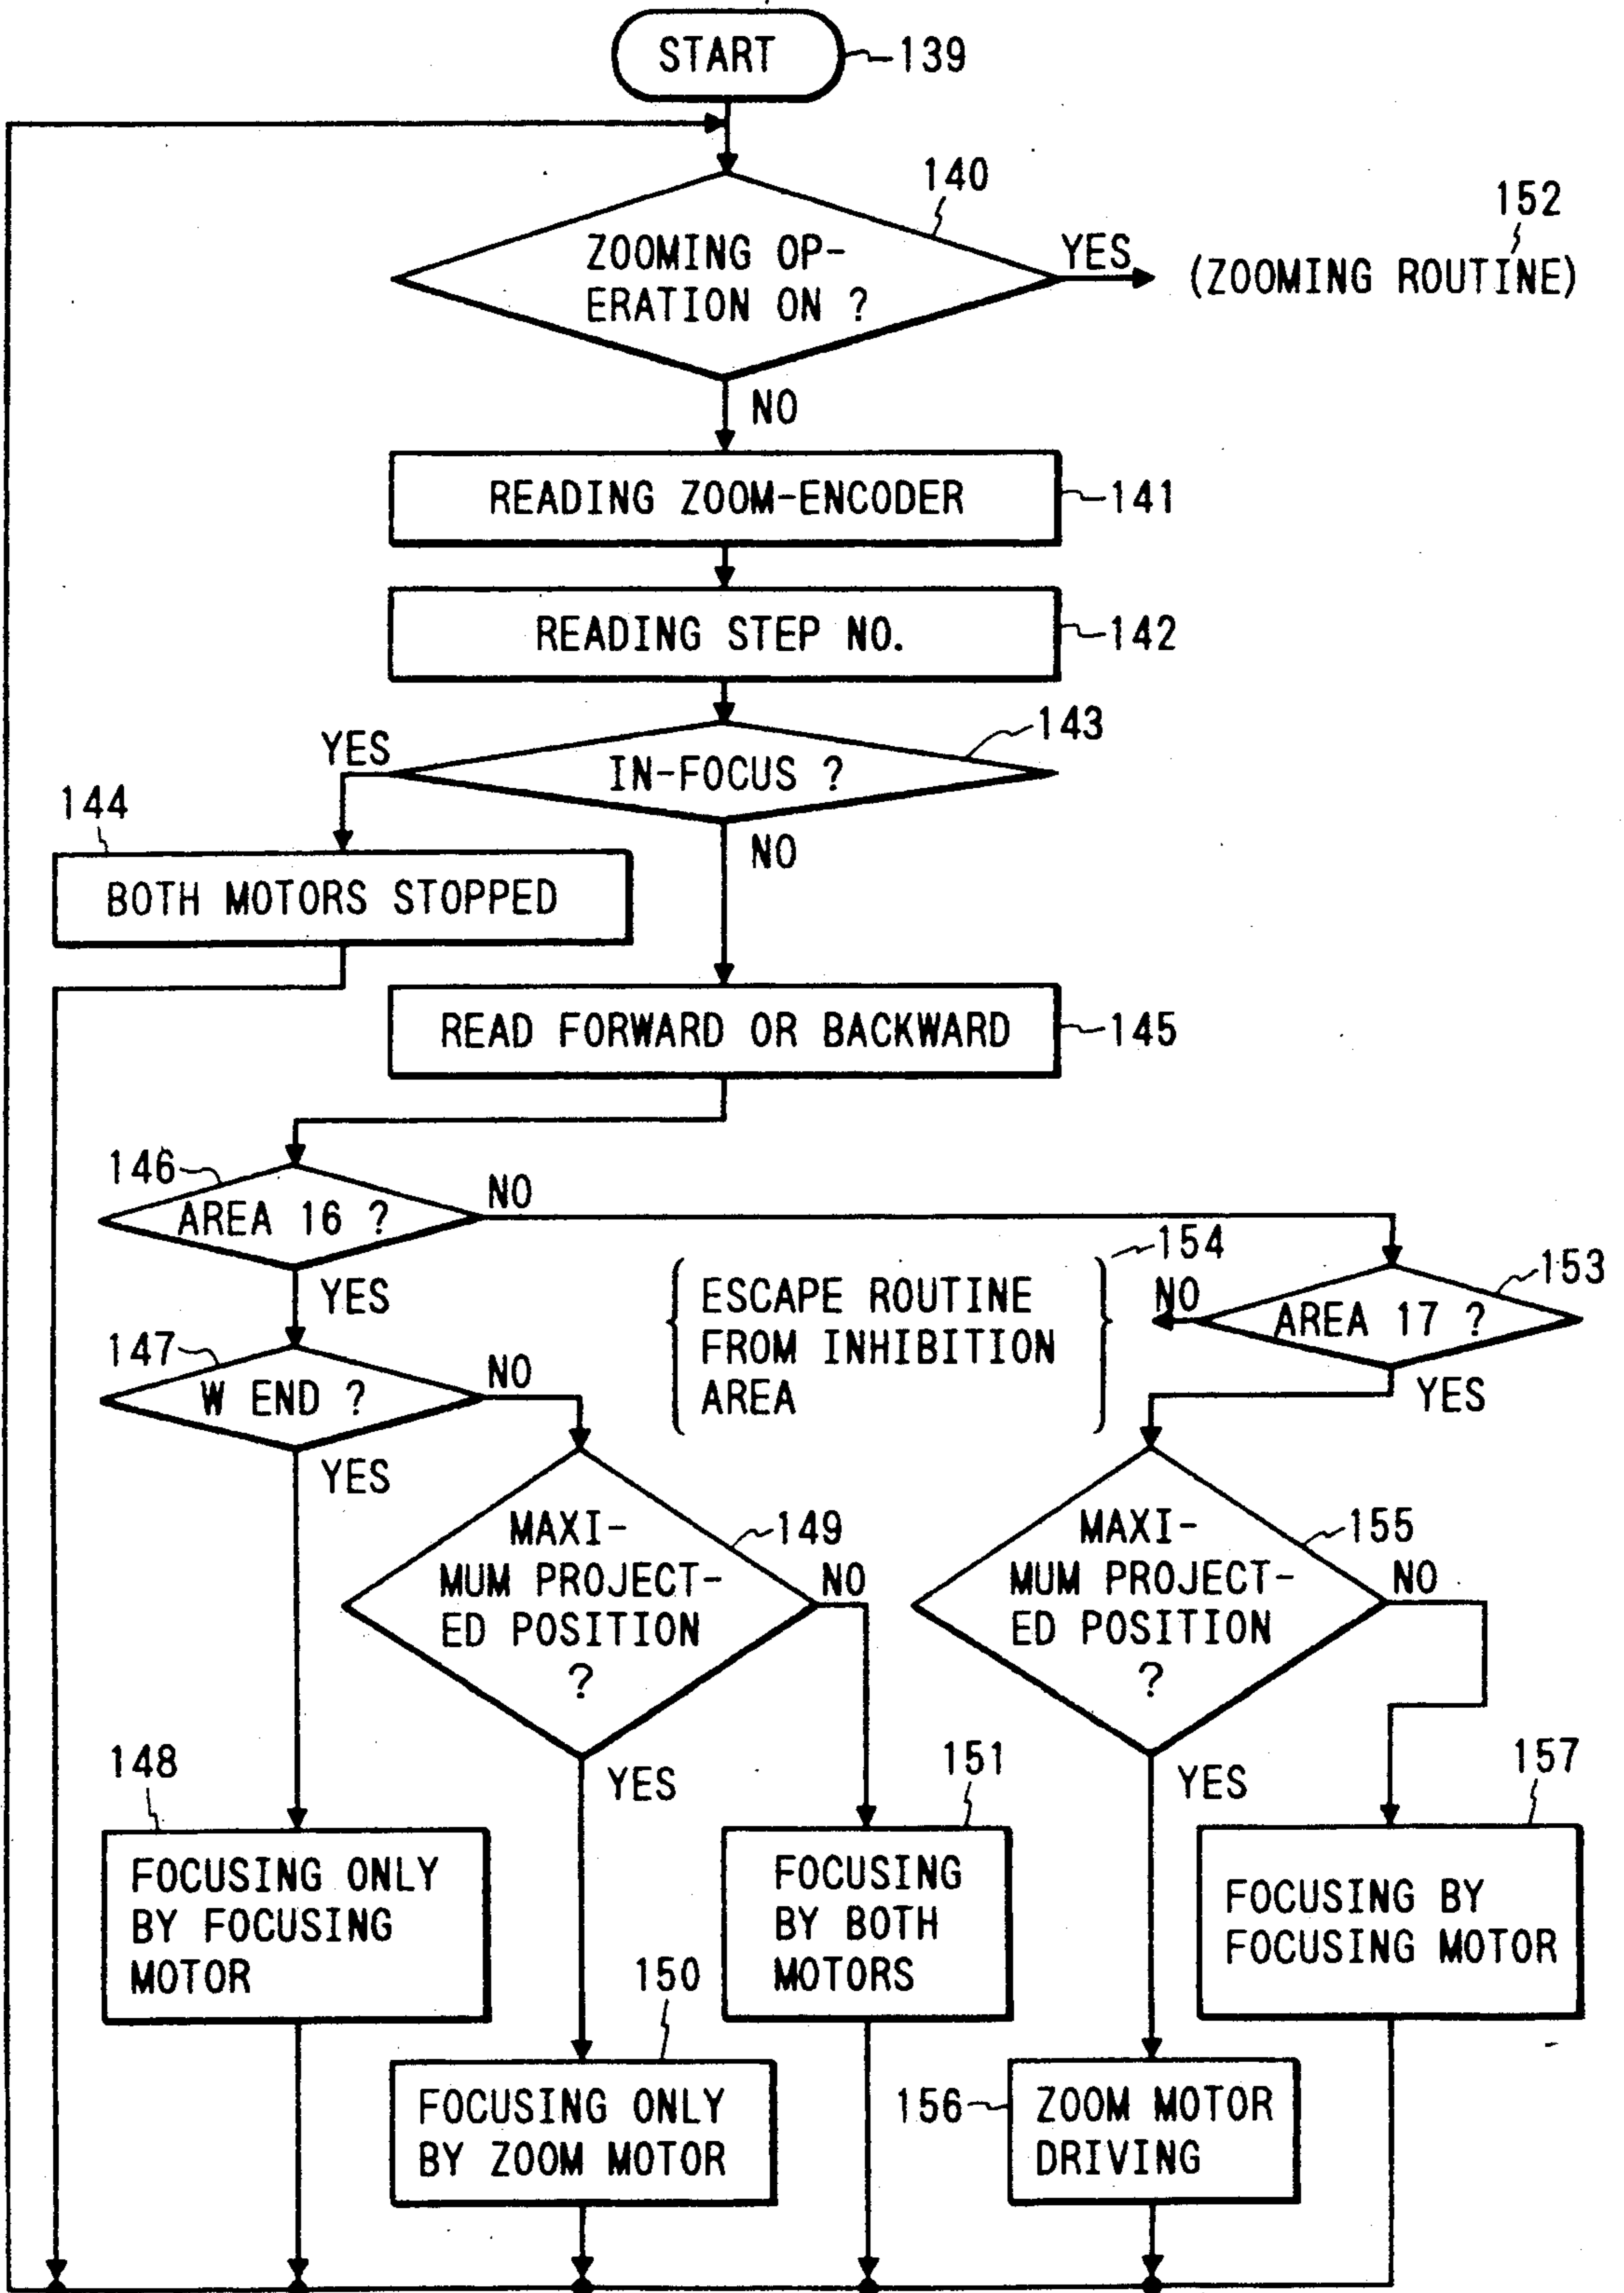 START
139
140
152
ZOOMING OP-
ERATION ON ?
YES
(ZOOMING ROUTINE)
NO
READING ZOOM-ENCODER
141
READING STEP NO.
142
143
YES
IN-FOCUS ?
144
NO
BOTH MOTORS STOPPED
READ FORWARD OR BACKWARD
145
146
AREA 16 ?
NO
YES
154
ESCAPE ROUTINE
FROM INHIBITION
AREA
NO
153
AREA 17 ?
YES
147
W END ?
NO
YES
MAXI-
MUM PROJECT-
ED POSITION
?
149
NO
YES
MAXI-
MUM PROJECT-
ED POSITION
?
155
NO
YES
148
FOCUSING ONLY
BY FOCUSING
MOTOR
151
FOCUSING
BY BOTH
MOTORS
157
FOCUSING BY
FOCUSING MOTOR
150
FOCUSING ONLY
BY ZOOM MOTOR
156
ZOOM MOTOR
DRIVING